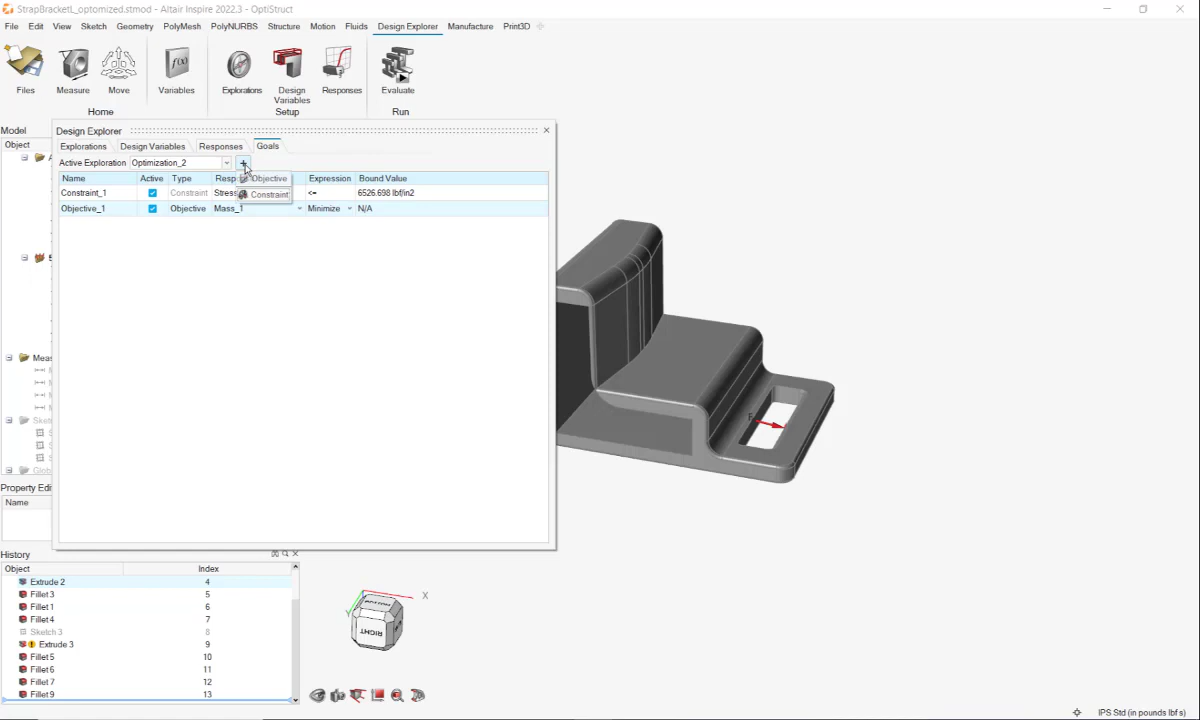 StrapBracketL_optomized.stmod - Altair Inspire 2022.3 - OptiStruct
File Edit View Sketch Geometry PolyMesh PolyNURBS Structure Motion Fluids Design Explorer Manufacture Print3D
f(x)
Files Measure Move Variables Explorations Design Variables Responses Evaluate
Home Setup Run
Model
Object
Design Explorer
Explorations Design Variables Responses Goals
Active Exploration Optimization_2
Name Active Type Resp Expression Bound Value
Objective
Constraint_1 Constraint Stress <= 6526.698 lbf/in2
Constraint
Objective_1 Objective Mass_1 Minimize N/A
F
Meas
Sketc
Globa
Property Edi
Name
History
Object Index
Extrude 2 4
Fillet 3 5
Fillet 1 6
Fillet 4 7
Sketch 3 8
Extrude 3 9
Fillet 5 10
Fillet 6 11
Fillet 7 12
Fillet 9 13
X
Y
RIGHT
IPS Std (in pounds lbf s)